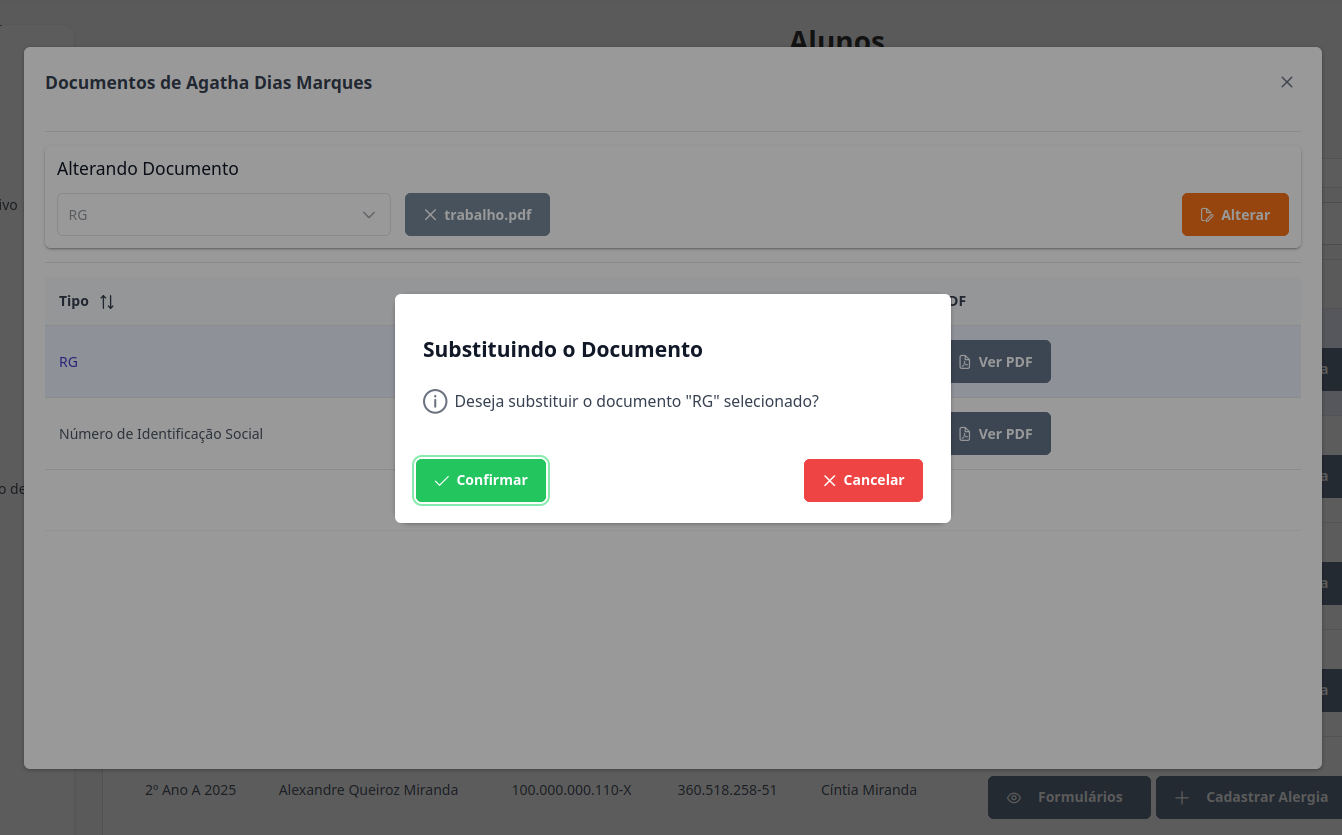 Alunos
Documentos de Agatha Dias Marques
Alterando Documento
RG
trabalho.pdf
Alterar
Tipo
DF
RG
Ver PDF
Número de Identificação Social
Ver PDF
Substituindo o Documento
Deseja substituir o documento "RG" selecionado?
Confirmar
Cancelar
ivo
o de
a
a
a
a
2º Ano A 2025 Alexandre Queiroz Miranda 100.000.000.110-X 360.518.258-51 Cíntia Miranda Formulários Cadastrar Alergia